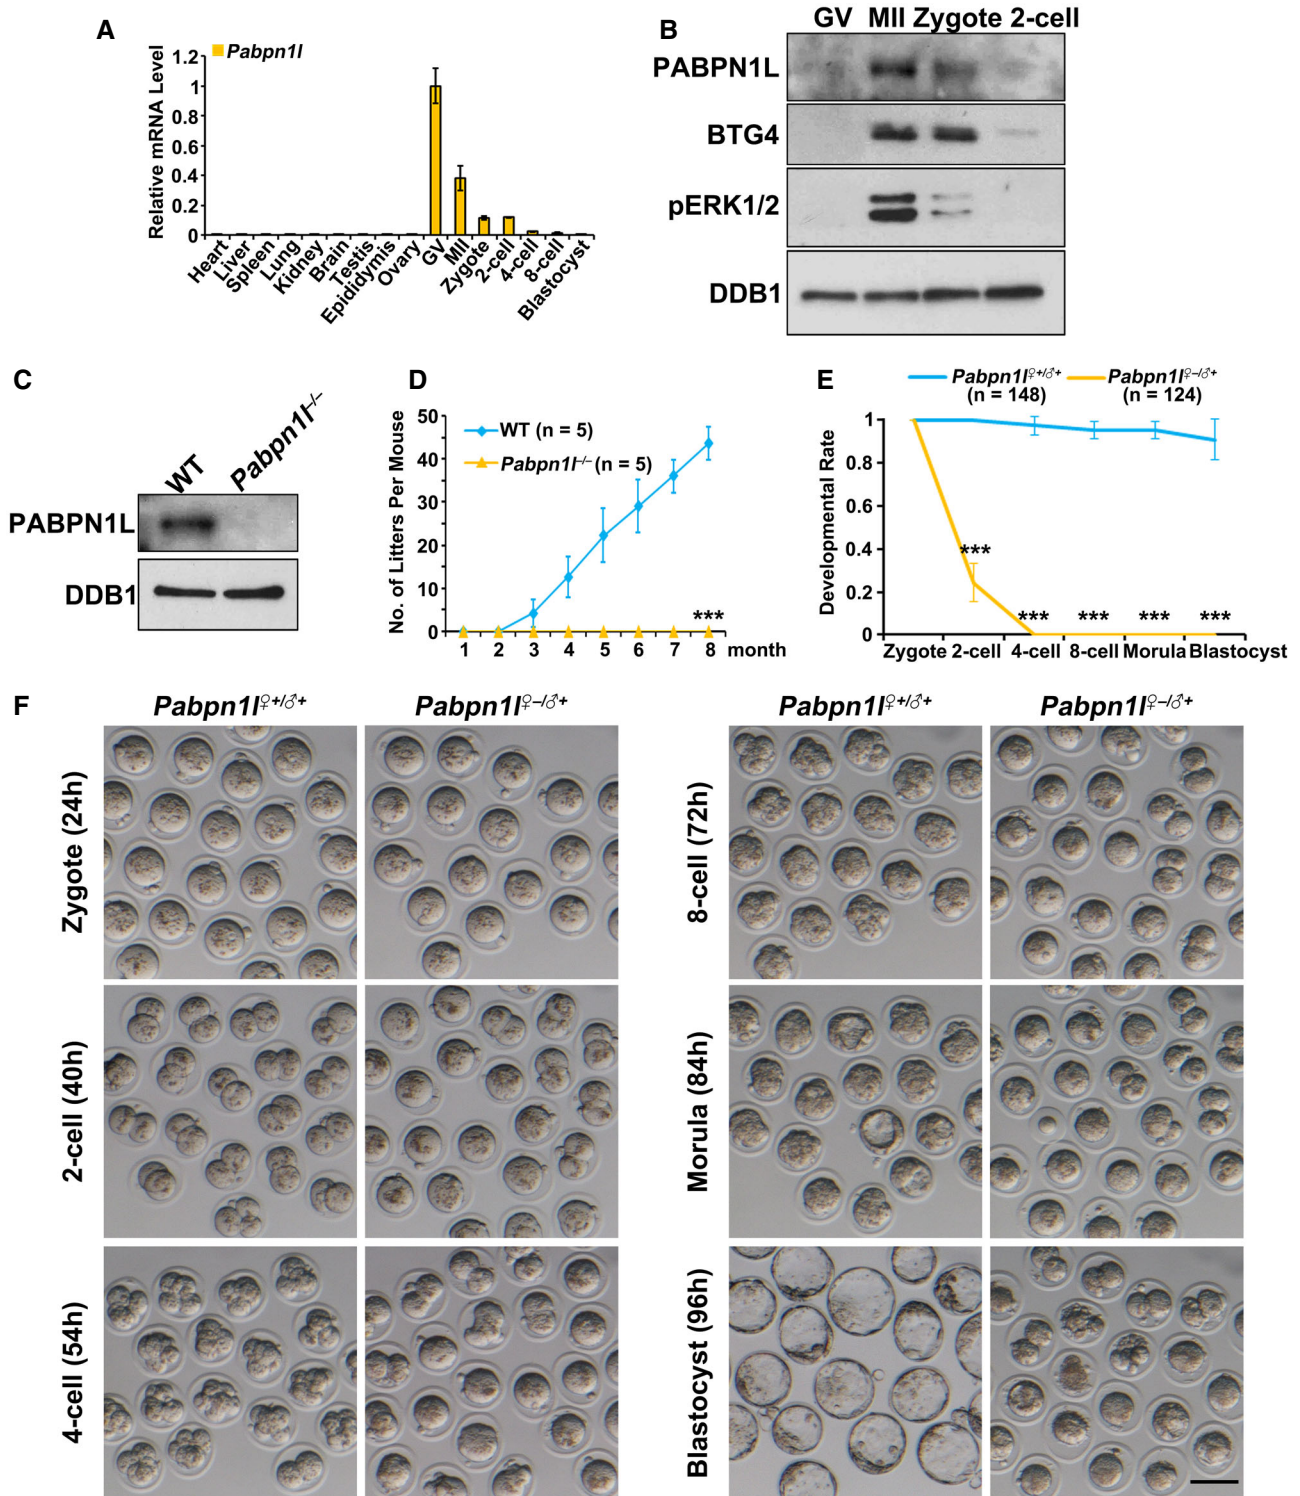 A
Pabpn1l
Relative mRNA Level
1.2
1
0.8
0.6
0.4
0.2
0
Heart
Liver
Spleen
Lung
Kidney
Brain
Testis
Epididymis
Ovary
GV
MII
Zygote
2-cell
4-cell
8-cell
Blastocyst
B
GV MII Zygote 2-cell
PABPN1L
BTG4
pERK1/2
DDB1
C
WT Pabpn1l–/–
PABPN1L
DDB1
D
No. of Litters Per Mouse
50
40
30
20
10
0
WT (n = 5)
Pabpn1l–/– (n = 5)
***
1 2 3 4 5 6 7 8 month
E
Pabpn1l♀+/♂+ Pabpn1l♀–/♂+
(n = 148) (n = 124)
Developmental Rate
1
0.8
0.6
0.4
0.2
0
***
*** *** *** ***
Zygote 2-cell 4-cell 8-cell Morula Blastocyst
F
Pabpn1l♀+/♂+ Pabpn1l♀–/♂+ Pabpn1l♀+/♂+ Pabpn1l♀–/♂+
Zygote (24h)
2-cell (40h)
4-cell (54h)
8-cell (72h)
Morula (84h)
Blastocyst (96h)